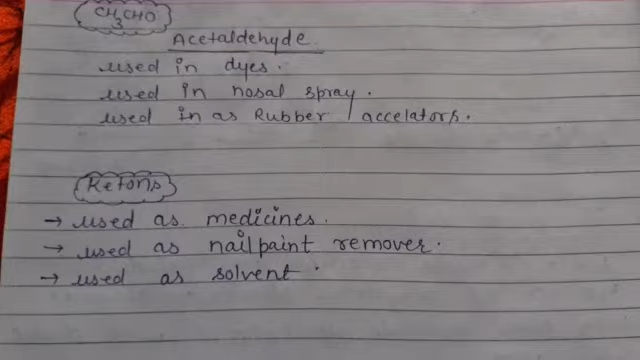 CH3CHO
Acetaldehyde
used in dyes.
used in nosal spray.
used in as Rubber accelators.
Ketons
→ used as medicines.
→ used as nailpaint remover.
→ used as solvent.